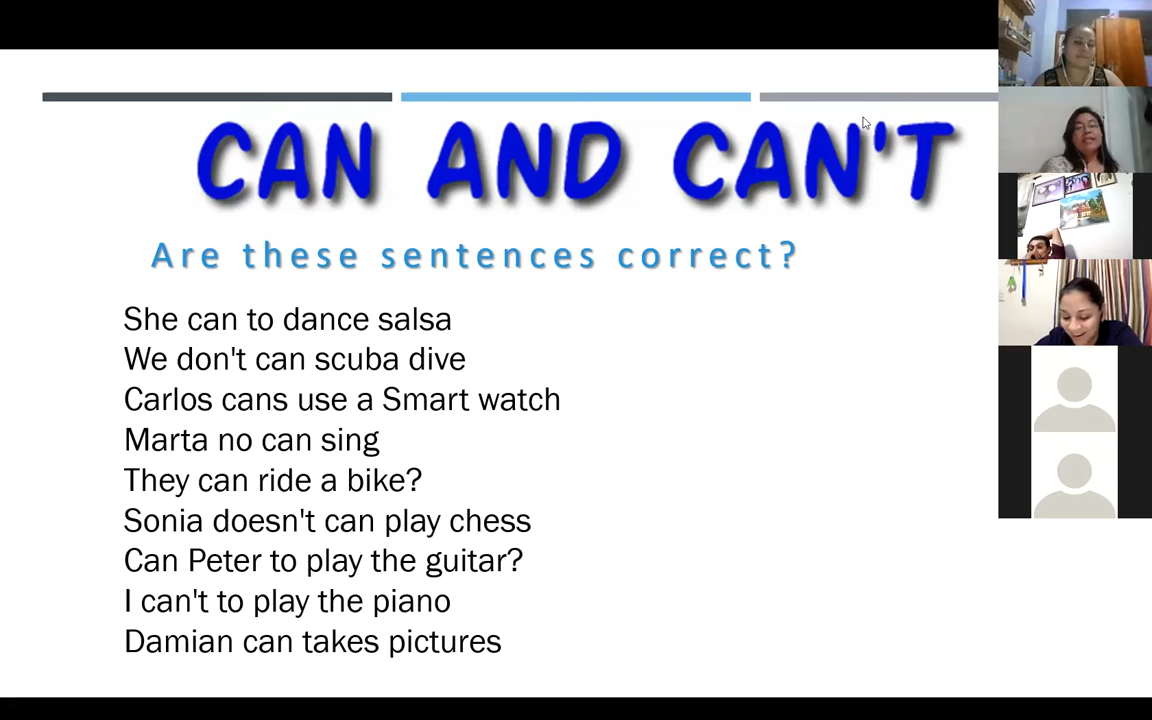 CAN AND CAN'T
Are these sentences correct?
She can to dance salsa
We don't can scuba dive
Carlos cans use a Smart watch
Marta no can sing
They can ride a bike?
Sonia doesn't can play chess
Can Peter to play the guitar?
I can't to play the piano
Damian can takes pictures